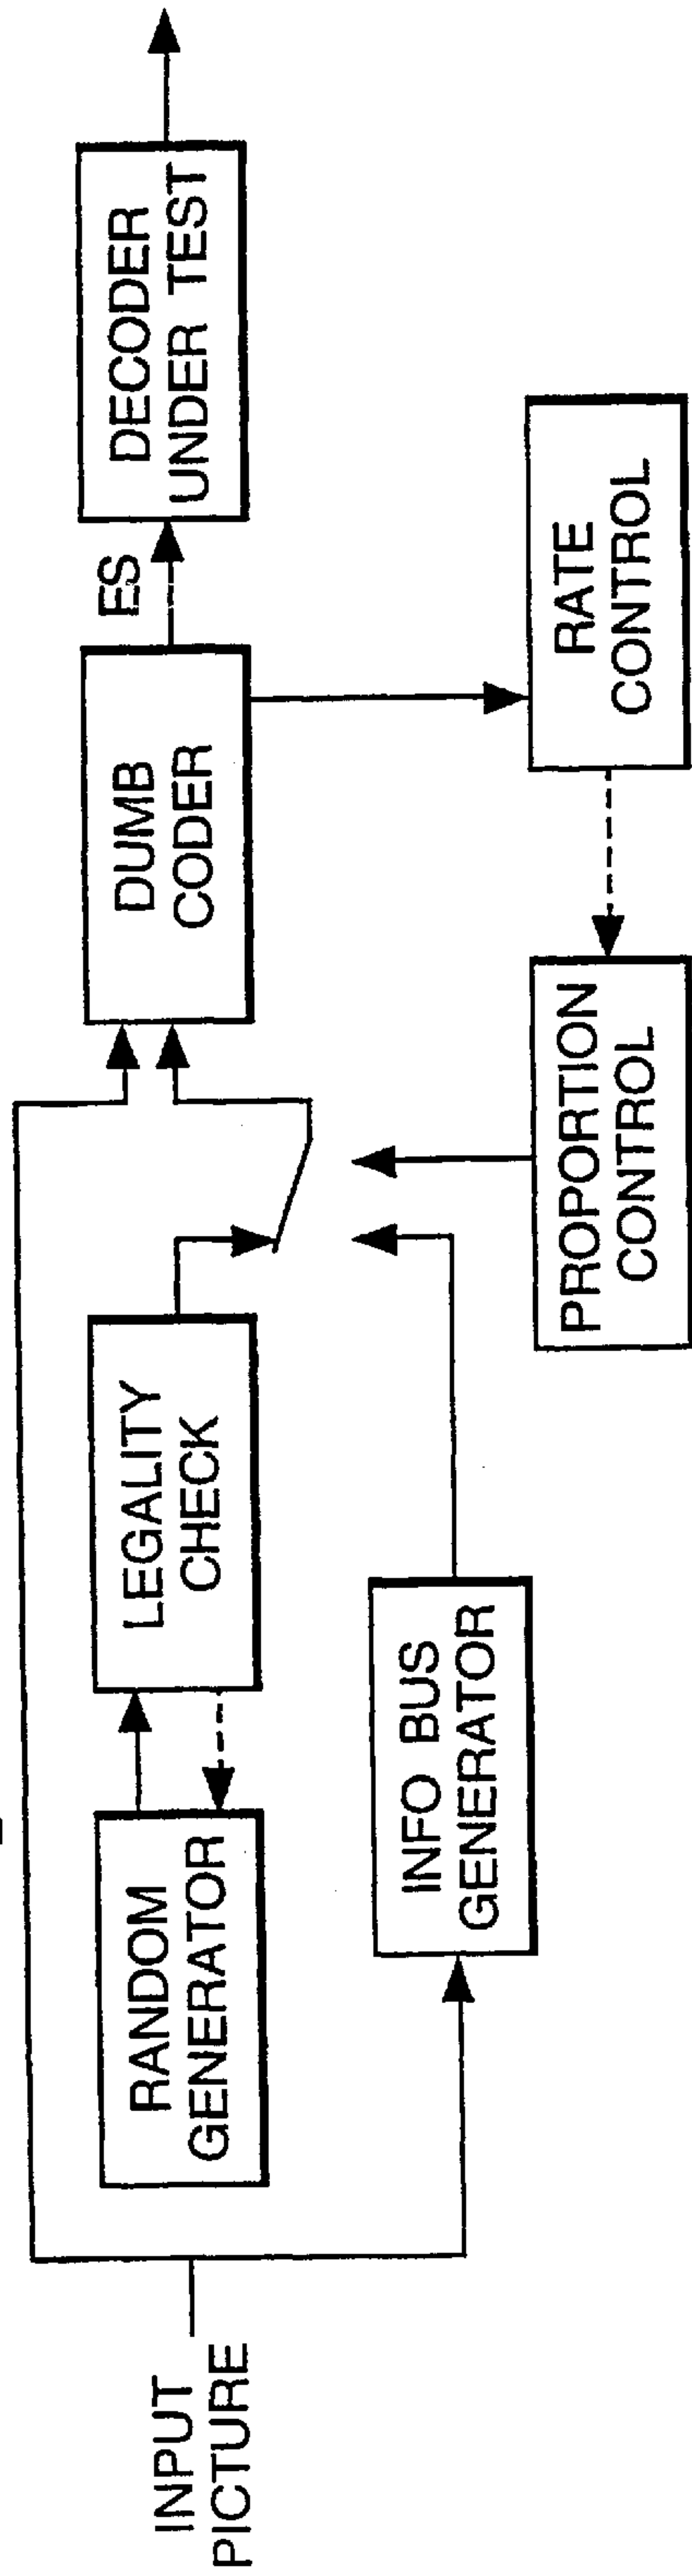 INPUT
PICTURE
RANDOM
GENERATOR
LEGALITY
CHECK
INFO BUS
GENERATOR
DUMB
CODER
ES
DECODER
UNDER TEST
PROPORTION
CONTROL
RATE
CONTROL